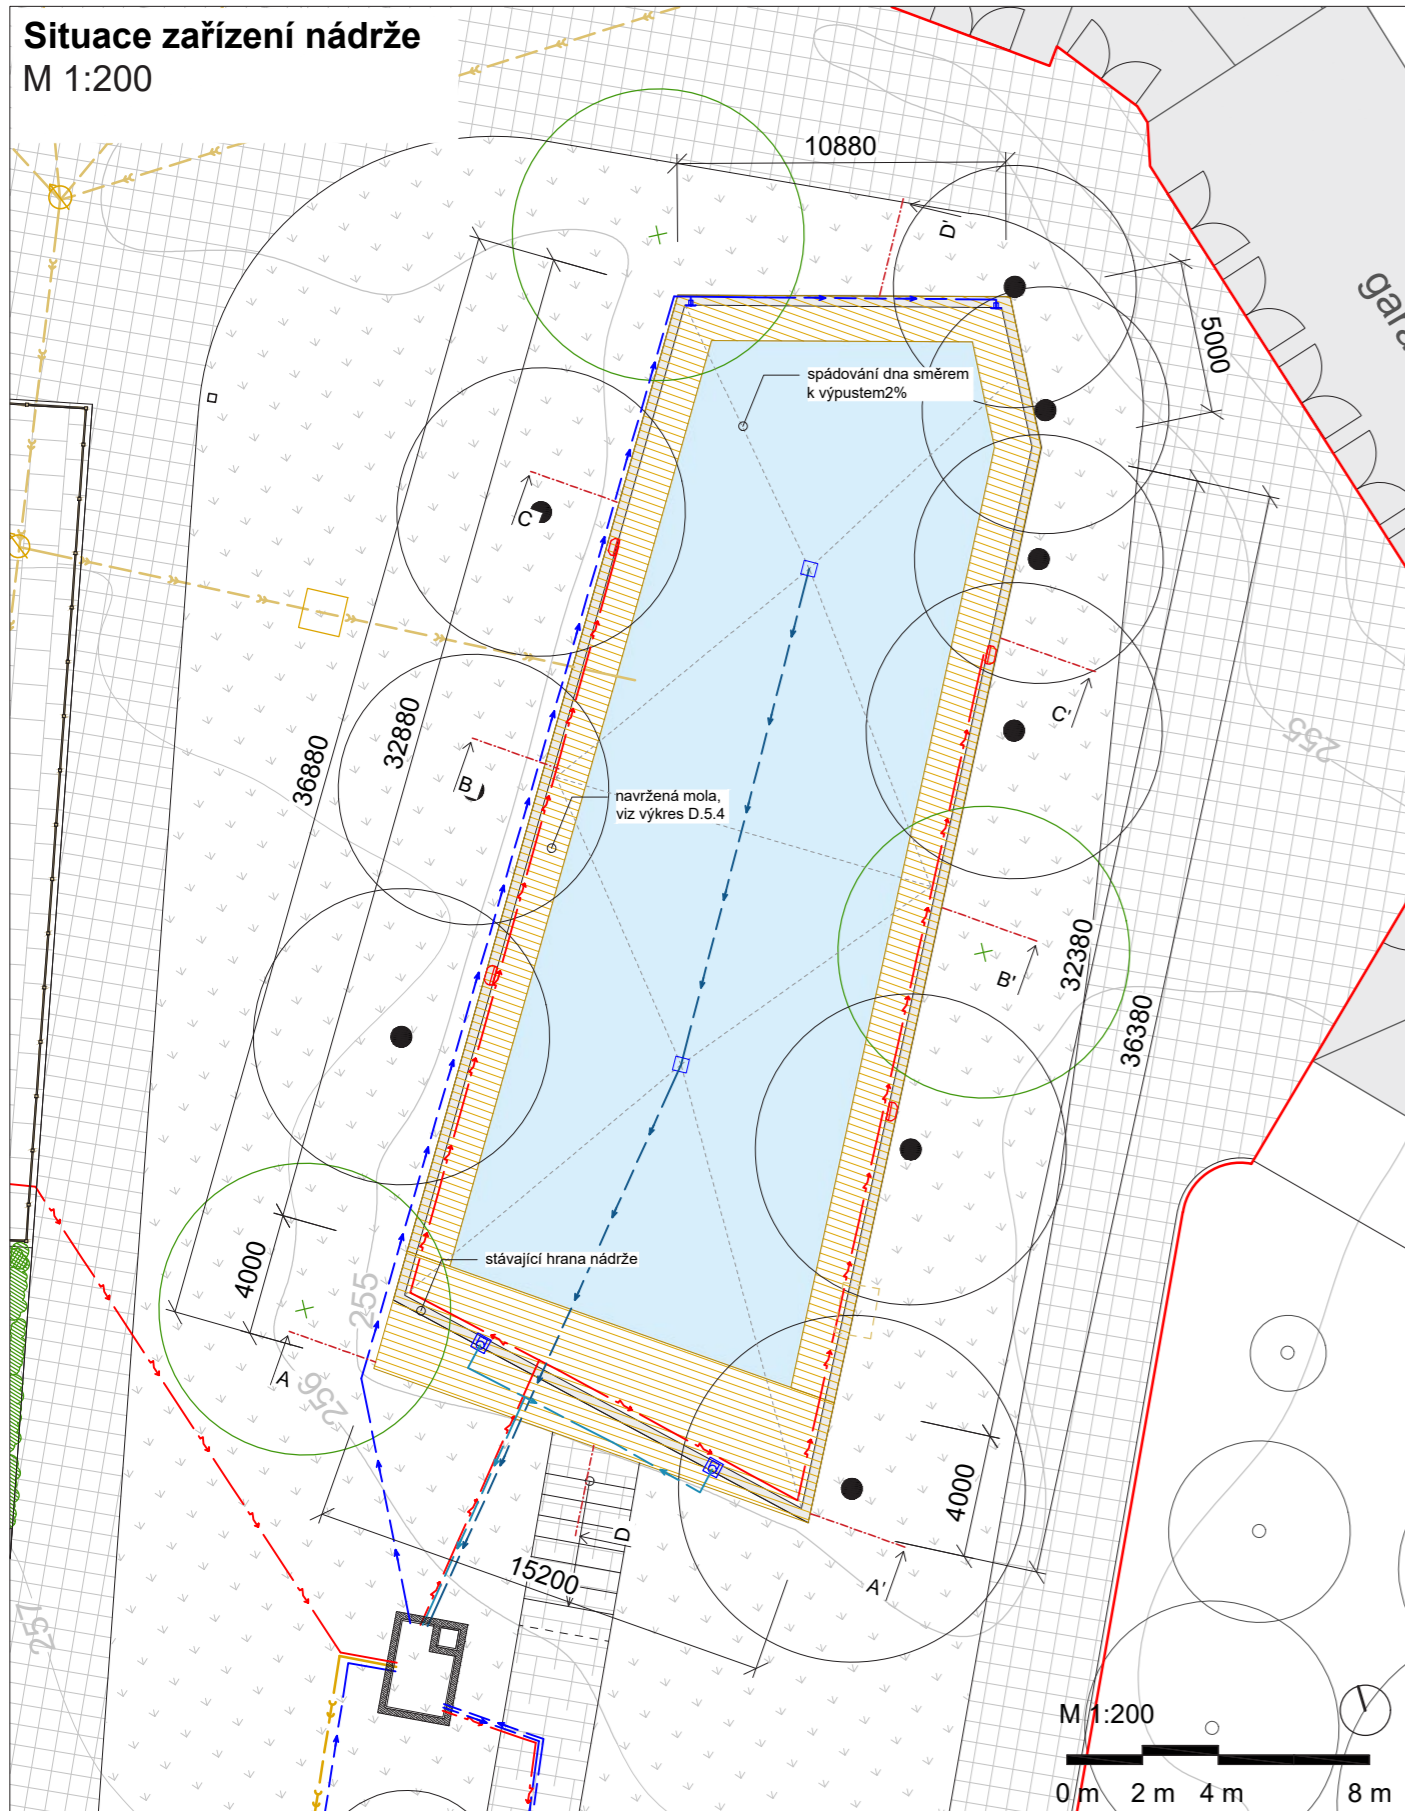 Situace zařízení nádrže
M 1:200
10880
D'
gara
5000
spádování dna směrem
k výpustem2%
C
C'
255
36880
32880
B
navržená mola,
viz výkres D.5.4
B'
32380
36380
4000
255
stávající hrana nádrže
A
256
D
4000
15200
A'
257
M 1:200
0 m 2 m 4 m 8 m